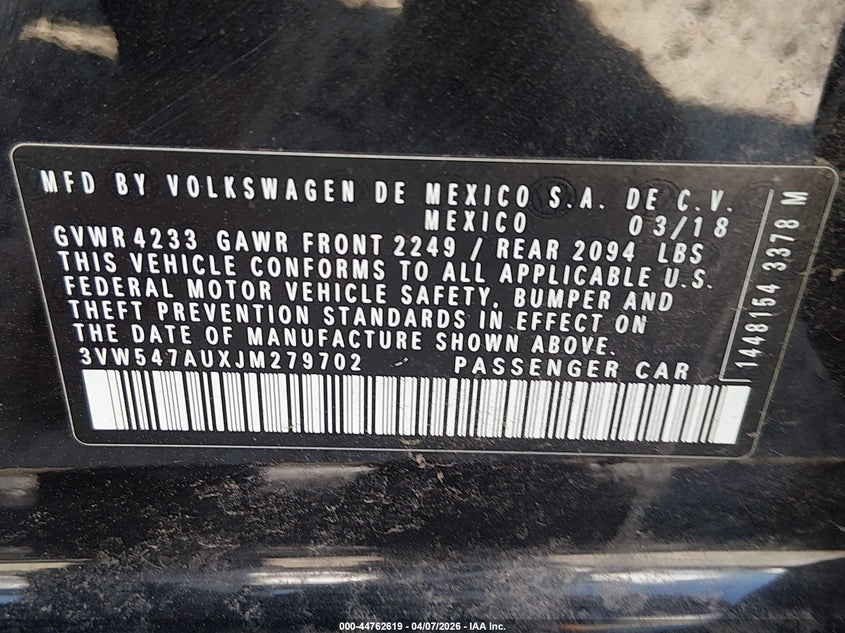 MFD BY VOLKSWAGEN DE MEXICO S.A. DE C.V.
MEXICO 03/18
GVWR 4233 GAWR FRONT 2249 / REAR 2094 LBS
THIS VEHICLE CONFORMS TO ALL APPLICABLE U.S.
FEDERAL MOTOR VEHICLE SAFETY, BUMPER AND
THEFT PREVENTION STANDARDS IN EFFECT ON
THE DATE OF MANUFACTURE SHOWN ABOVE.
3VW547AUXJM279702 PASSENGER CAR
1448154 3378 M
000-44762619 - 04/07/2026 - IAA Inc.